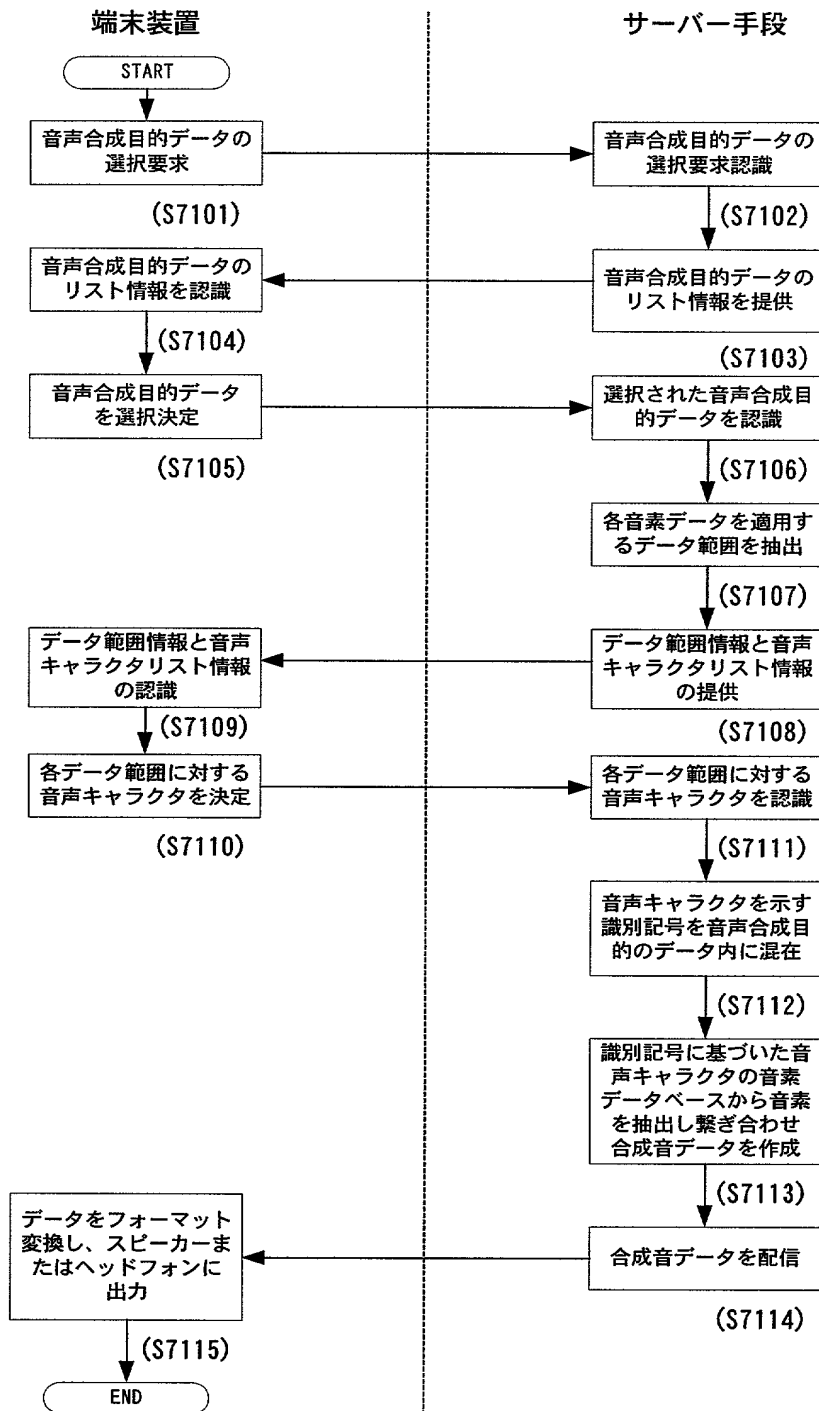 端末装置
サーバー手段
START
音声合成目的データの
選択要求
(S7101)
音声合成目的データの
選択要求認識
(S7102)
音声合成目的データの
リスト情報を提供
(S7103)
音声合成目的データの
リスト情報を認識
(S7104)
音声合成目的データ
を選択決定
(S7105)
選択された音声合成目
的データを認識
(S7106)
各音素データを適用す
るデータ範囲を抽出
(S7107)
データ範囲情報と音声
キャラクタリスト情報
の提供
(S7108)
データ範囲情報と音声
キャラクタリスト情報
の認識
(S7109)
各データ範囲に対する
音声キャラクタを決定
(S7110)
各データ範囲に対する
音声キャラクタを認識
(S7111)
音声キャラクタを示す
識別記号を音声合成目
的のデータ内に混在
(S7112)
識別記号に基づいた音
声キャラクタの音素
データベースから音素
を抽出し繋ぎ合わせ
合成音データを作成
(S7113)
合成音データを配信
(S7114)
データをフォーマット
変換し、スピーカーま
たはヘッドフォンに
出力
(S7115)
END